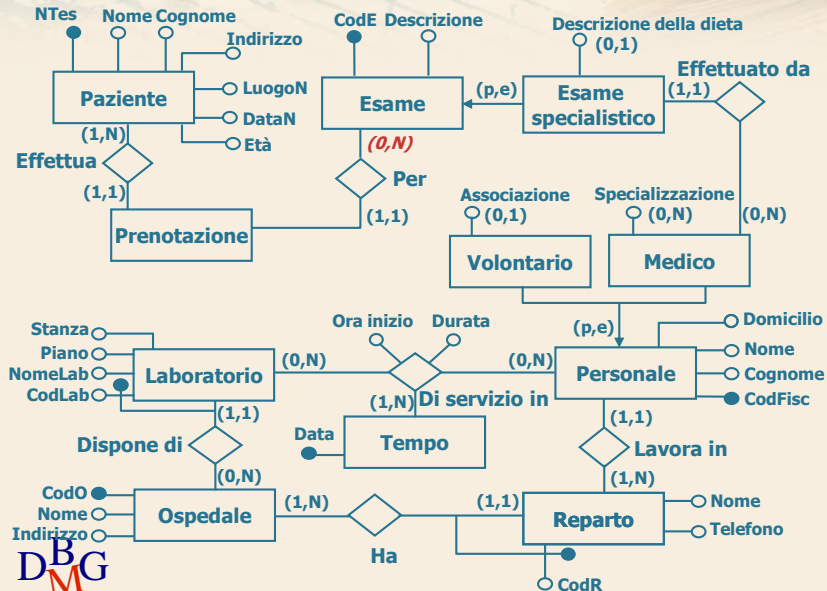 NTes
Nome Cognome
Indirizzo
Paziente
LuogoN
DataN
Età
(1,N)
Effettua
(1,1)
Prenotazione
CodE Descrizione
Esame
(0,N)
Per
(1,1)
(p,e)
Descrizione della dieta
(0,1)
Esame
specialistico
(1,1)
Effettuato da
(0,N)
Associazione
(0,1)
Volontario
Specializzazione
(0,N)
Medico
(p,e)
Stanza
Piano
NomeLab
CodLab
Laboratorio
(0,N)
Ora inizio
Durata
(0,N)
Di servizio in
(1,N)
Data
Tempo
Personale
Domicilio
Nome
Cognome
CodFisc
(1,1)
Dispone di
(0,N)
(1,1)
Lavora in
(1,N)
CodO
Nome
Indirizzo
Ospedale
(1,N)
Ha
(1,1)
Reparto
Nome
Telefono
CodR
DBMG